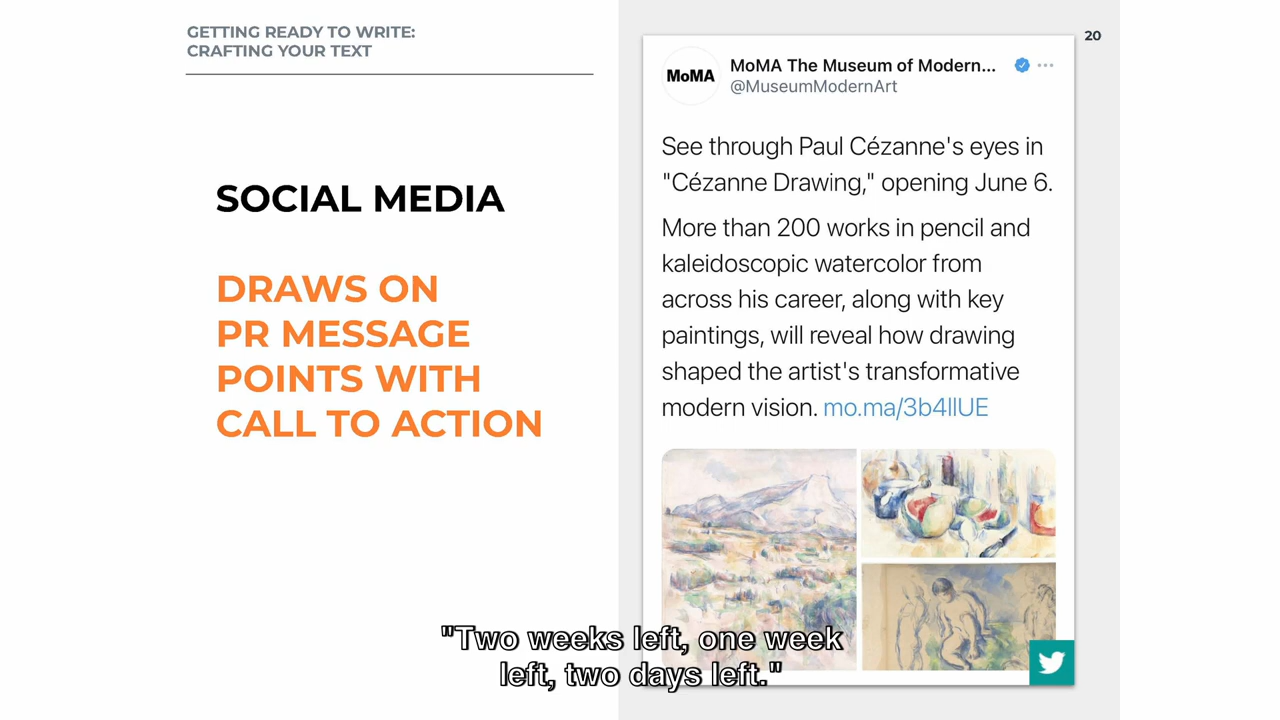 GETTING READY TO WRITE:
CRAFTING YOUR TEXT
SOCIAL MEDIA
DRAWS ON
PR MESSAGE
POINTS WITH
CALL TO ACTION
20
MoMA
MoMA The Museum of Modern...
@MuseumModernArt
See through Paul Cézanne's eyes in
"Cézanne Drawing," opening June 6.
More than 200 works in pencil and
kaleidoscopic watercolor from
across his career, along with key
paintings, will reveal how drawing
shaped the artist's transformative
modern vision. mo.ma/3b4llUE
"Two weeks left, one week
left, two days left."